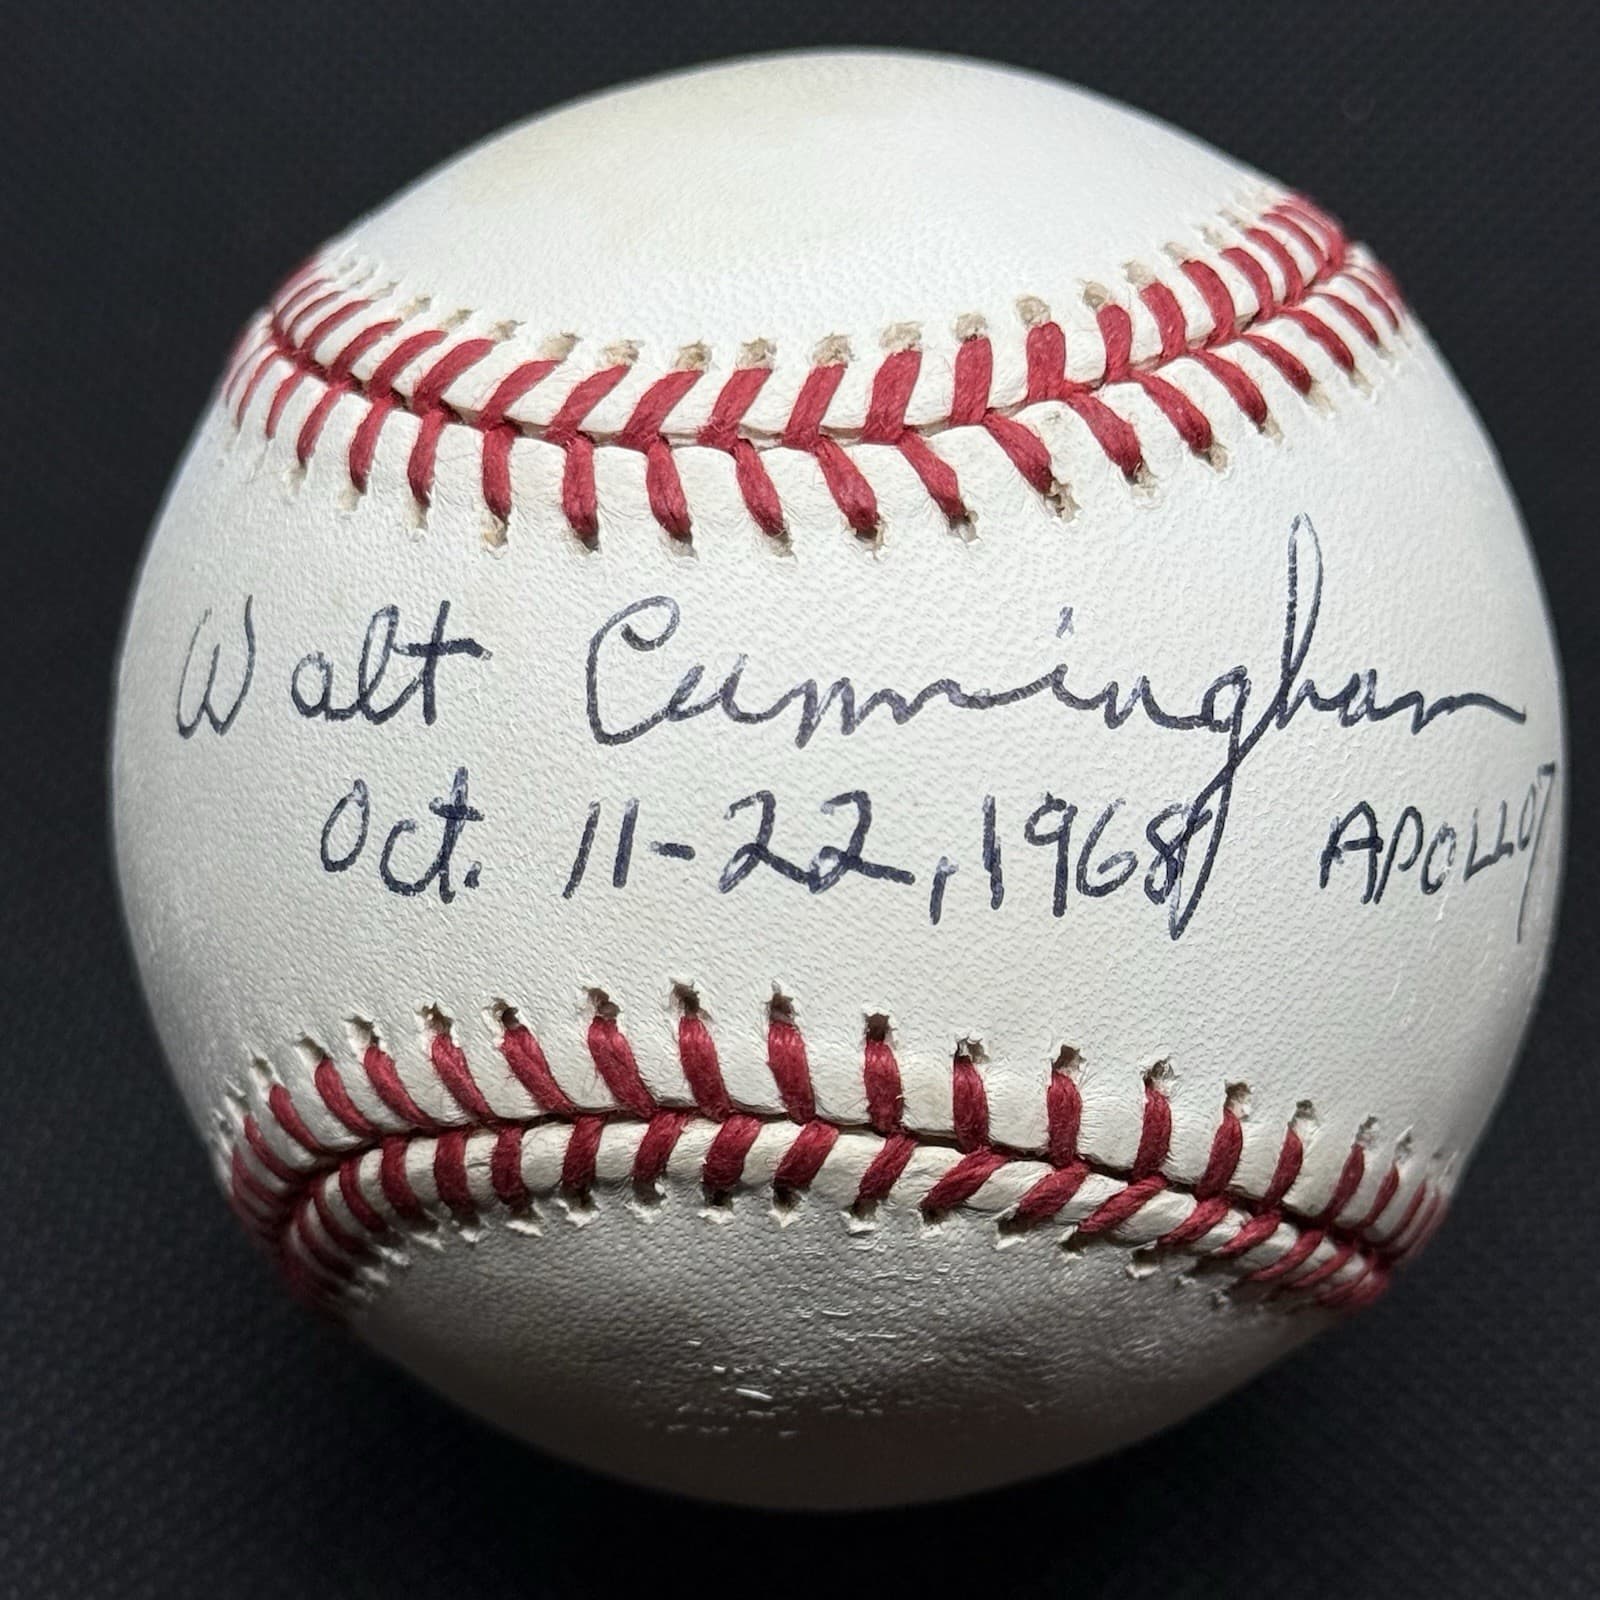 Walt Cunningham
Oct. 11-22, 1968 APOLLO 7